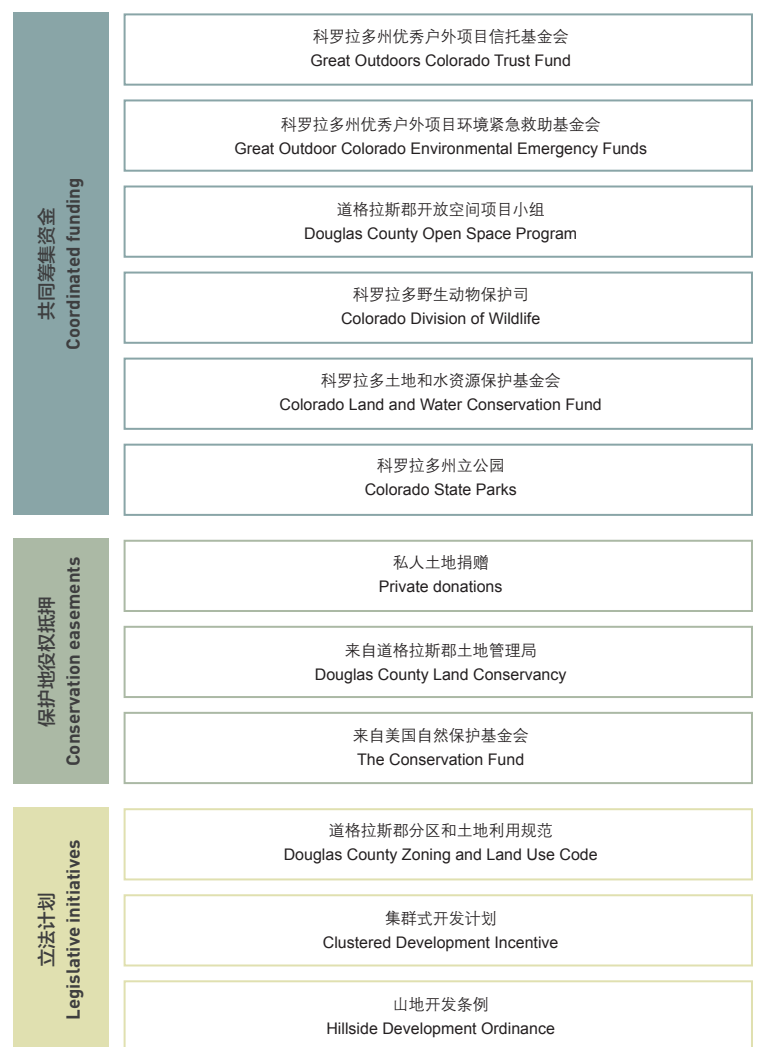 共同筹集资金
Coordinated funding
科罗拉多州优秀户外项目信托基金会
Great Outdoors Colorado Trust Fund
科罗拉多州优秀户外项目环境紧急救助基金会
Great Outdoor Colorado Environmental Emergency Funds
道格拉斯郡开放空间项目小组
Douglas County Open Space Program
科罗拉多野生动物保护司
Colorado Division of Wildlife
科罗拉多土地和水资源保护基金会
Colorado Land and Water Conservation Fund
科罗拉多州立公园
Colorado State Parks
保护地役权抵押
Conservation easements
私人土地捐赠
Private donations
来自道格拉斯郡土地管理局
Douglas County Land Conservancy
来自美国自然保护基金会
The Conservation Fund
立法计划
Legislative initiatives
道格拉斯郡分区和土地利用规范
Douglas County Zoning and Land Use Code
集群式开发计划
Clustered Development Incentive
山地开发条例
Hillside Development Ordinance